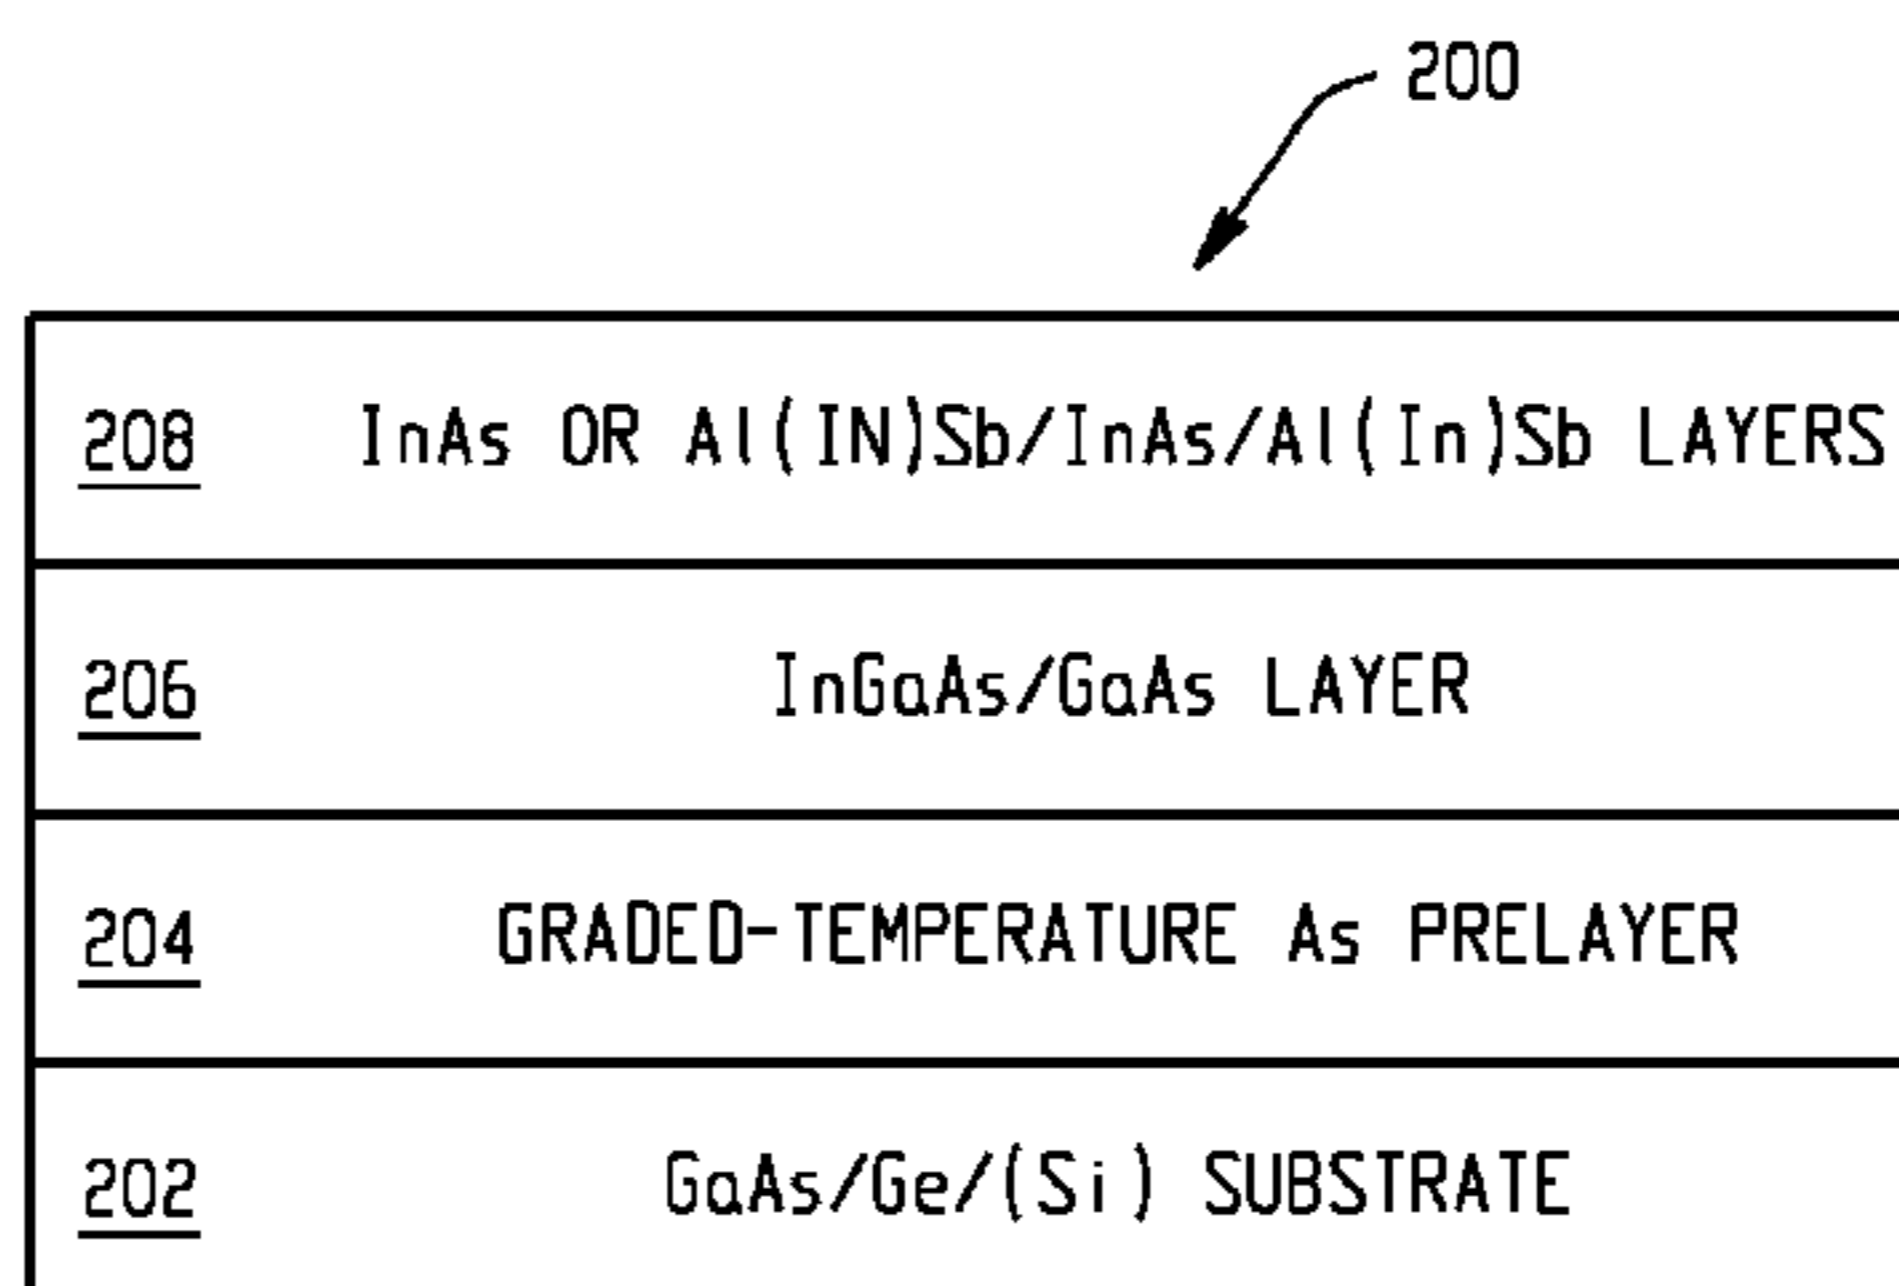 200
208 InAs OR Al(IN)Sb/InAs/Al(In)Sb LAYERS
206 InGaAs/GaAs LAYER
204 GRADED-TEMPERATURE As PRELAYER
202 GaAs/Ge/(Si) SUBSTRATE